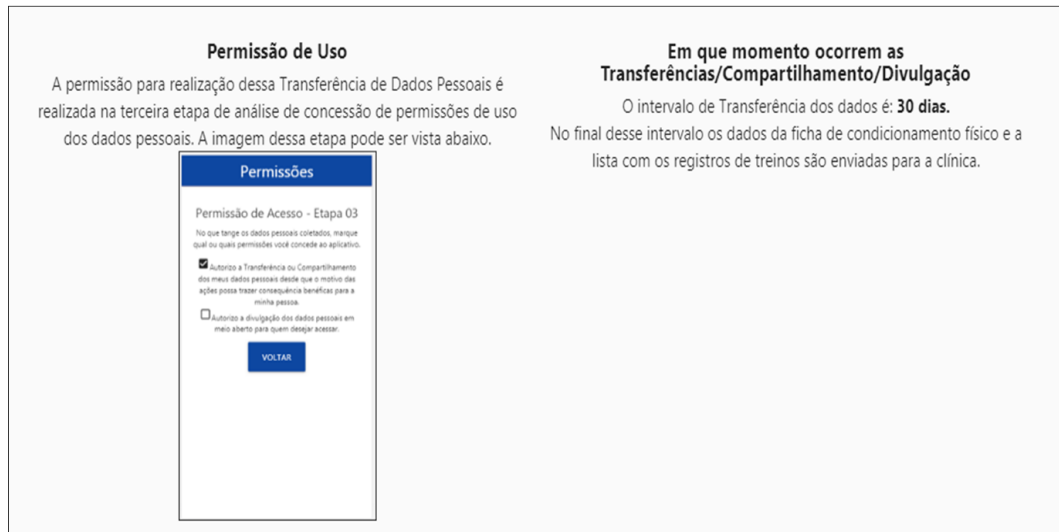 Permissão de Uso
A permissão para realização dessa Transferência de Dados Pessoais é
realizada na terceira etapa de análise de concessão de permissões de uso
dos dados pessoais. A imagem dessa etapa pode ser vista abaixo.
Permissões
Permissão de Acesso - Etapa 03
No que tange os dados pessoais coletados, marque
qual ou quais permissões você concede ao aplicativo.
Autorizo a Transferência ou Compartilhamento
dos meus dados pessoais desde que o motivo das
ações possa trazer consequência benéficas para a
minha pessoa.
Autorizo a divulgação dos dados pessoais em
meio aberto para quem desejar acessar.
VOLTAR
Em que momento ocorrem as
Transferências/Compartilhamento/Divulgação
O intervalo de Transferência dos dados é: 30 dias.
No final desse intervalo os dados da ficha de condicionamento físico e a
lista com os registros de treinos são enviadas para a clínica.